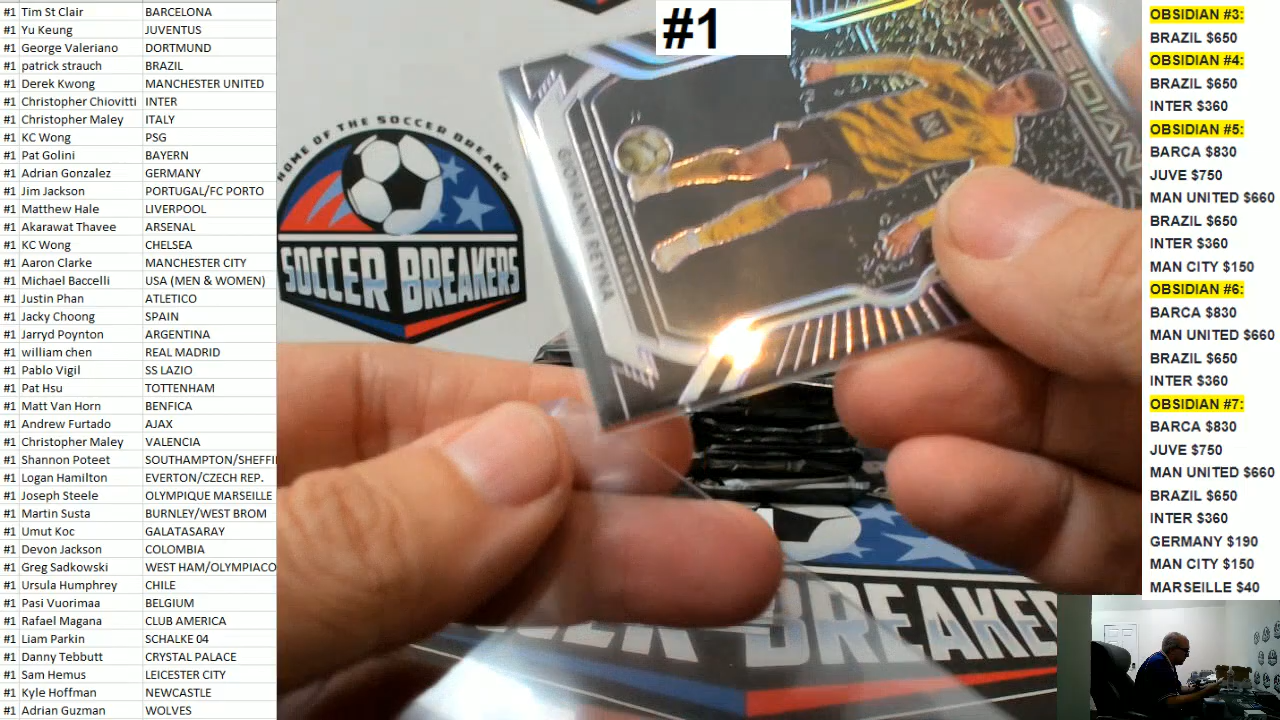 #1 Tim St Clair BARCELONA
#1 Yu Keung JUVENTUS
#1 George Valeriano DORTMUND
#1 patrick strauch BRAZIL
#1 Derek Kwong MANCHESTER UNITED
#1 Christopher Chiovitti INTER
#1 Christopher Maley ITALY
#1 KC Wong PSG
#1 Pat Golini BAYERN
#1 Adrian Gonzalez GERMANY
#1 Jim Jackson PORTUGAL/FC PORTO
#1 Matthew Hale LIVERPOOL
#1 Akarawat Thavee ARSENAL
#1 KC Wong CHELSEA
#1 Aaron Clarke MANCHESTER CITY
#1 Michael Baccelli USA (MEN & WOMEN)
#1 Justin Phan ATLETICO
#1 Jacky Choong SPAIN
#1 Jarryd Poynton ARGENTINA
#1 william chen REAL MADRID
#1 Pablo Vigil SS LAZIO
#1 Pat Hsu TOTTENHAM
#1 Matt Van Horn BENFICA
#1 Andrew Furtado AJAX
#1 Christopher Maley VALENCIA
#1 Shannon Poteet SOUTHAMPTON/SHEFFI
#1 Logan Hamilton EVERTON/CZECH REP.
#1 Joseph Steele OLYMPIQUE MARSEILLE
#1 Martin Susta BURNLEY/WEST BROM
#1 Umut Koc GALATASARAY
#1 Devon Jackson COLOMBIA
#1 Greg Sadkowski WEST HAM/OLYMPIACO
#1 Ursula Humphrey CHILE
#1 Pasi Vuorimaa BELGIUM
#1 Rafael Magana CLUB AMERICA
#1 Liam Parkin SCHALKE 04
#1 Danny Tebbutt CRYSTAL PALACE
#1 Sam Hemus LEICESTER CITY
#1 Kyle Hoffman NEWCASTLE
#1 Adrian Guzman WOLVES
#1
HOME OF THE SOCCER BREAKS
SOCCER BREAKERS
OBSIDIAN
GIOVANNI REYNA
BORUSSIA DORTMUND
BREAKER
OBSIDIAN #3:
BRAZIL $650
OBSIDIAN #4:
BRAZIL $650
INTER $360
OBSIDIAN #5:
BARCA $830
JUVE $750
MAN UNITED $660
BRAZIL $650
INTER $360
MAN CITY $150
OBSIDIAN #6:
BARCA $830
MAN UNITED $660
BRAZIL $650
INTER $360
OBSIDIAN #7:
BARCA $830
JUVE $750
MAN UNITED $660
BRAZIL $650
INTER $360
GERMANY $190
MAN CITY $150
MARSEILLE $40